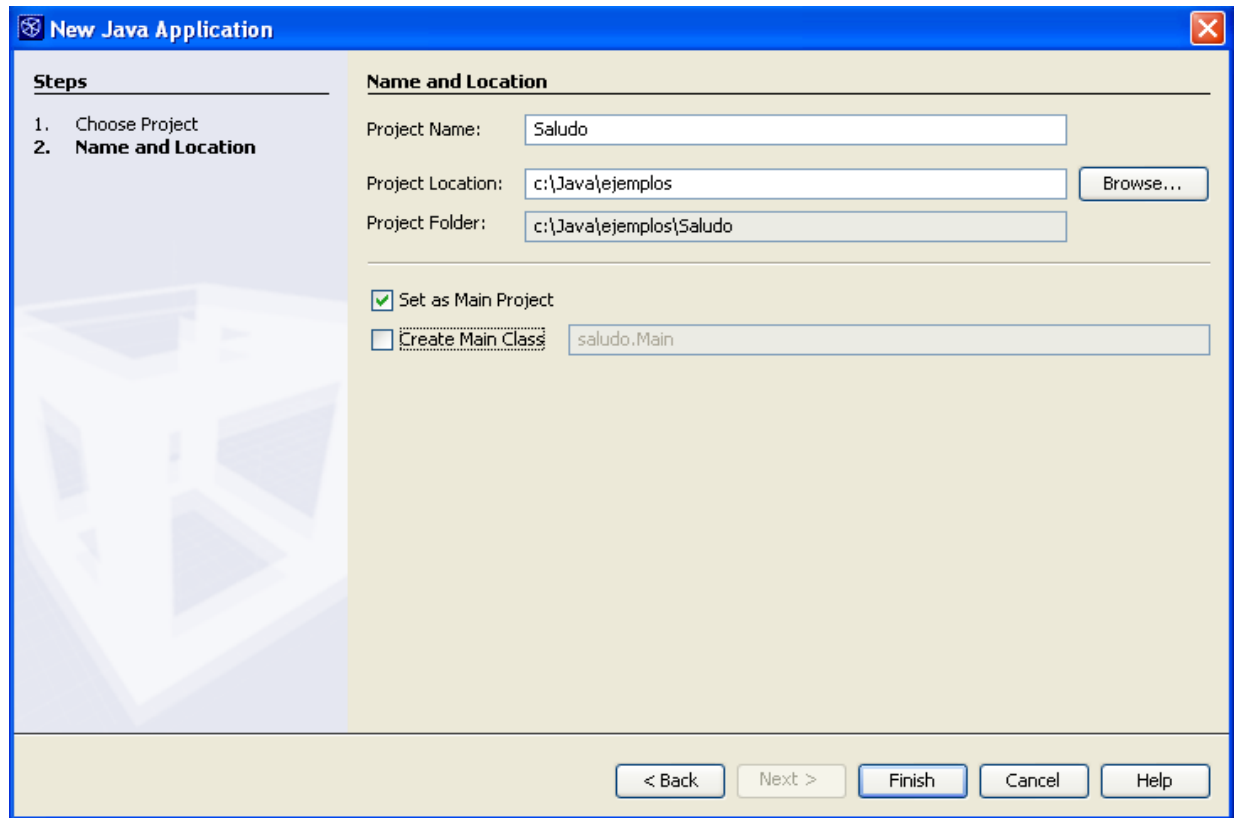 New Java Application
Steps
1. Choose Project
2. Name and Location
Name and Location
Project Name: Saludo
Project Location: c:\Java\ejemplos Browse...
Project Folder: c:\Java\ejemplos\Saludo
Set as Main Project
Create Main Class saludo.Main
< Back Next > Finish Cancel Help